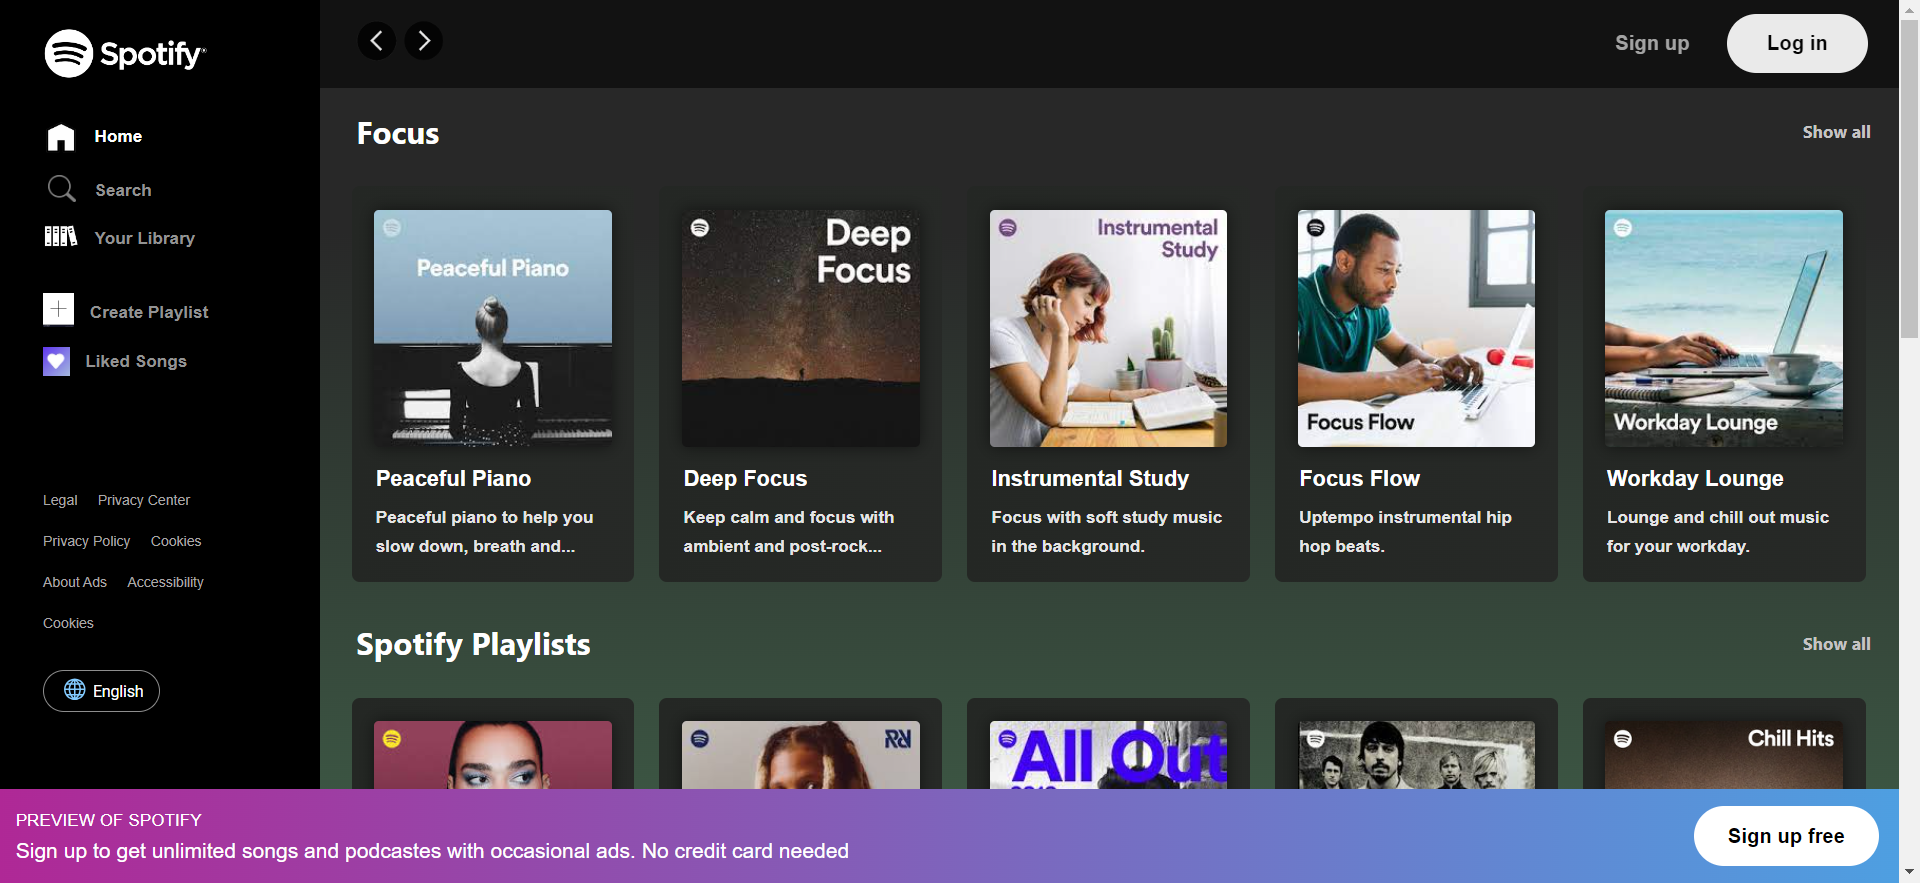 Spotify
Home
Search
Your Library
Create Playlist
Liked Songs
Legal Privacy Center
Privacy Policy Cookies
About Ads Accessibility
Cookies
English
Sign up Log in
Focus Show all
Peaceful Piano
Peaceful Piano
Peaceful piano to help you
slow down, breath and...
Deep
Focus
Deep Focus
Keep calm and focus with
ambient and post-rock...
Instrumental
Study
Instrumental Study
Focus with soft study music
in the background.
Focus Flow
Focus Flow
Uptempo instrumental hip
hop beats.
Workday Lounge
Workday Lounge
Lounge and chill out music
for your workday.
Spotify Playlists Show all
All Out
Chill Hits
PREVIEW OF SPOTIFY
Sign up to get unlimited songs and podcastes with occasional ads. No credit card needed
Sign up free